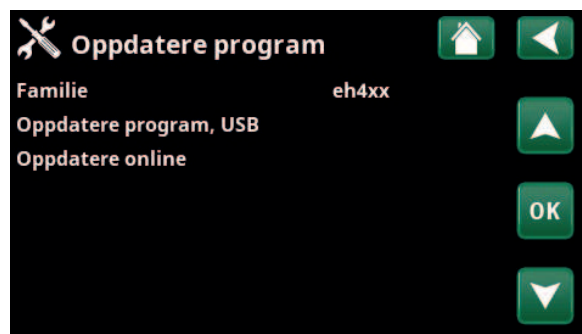 Oppdatere program
Familie eh4xx
Oppdatere program, USB
Oppdatere online
OK